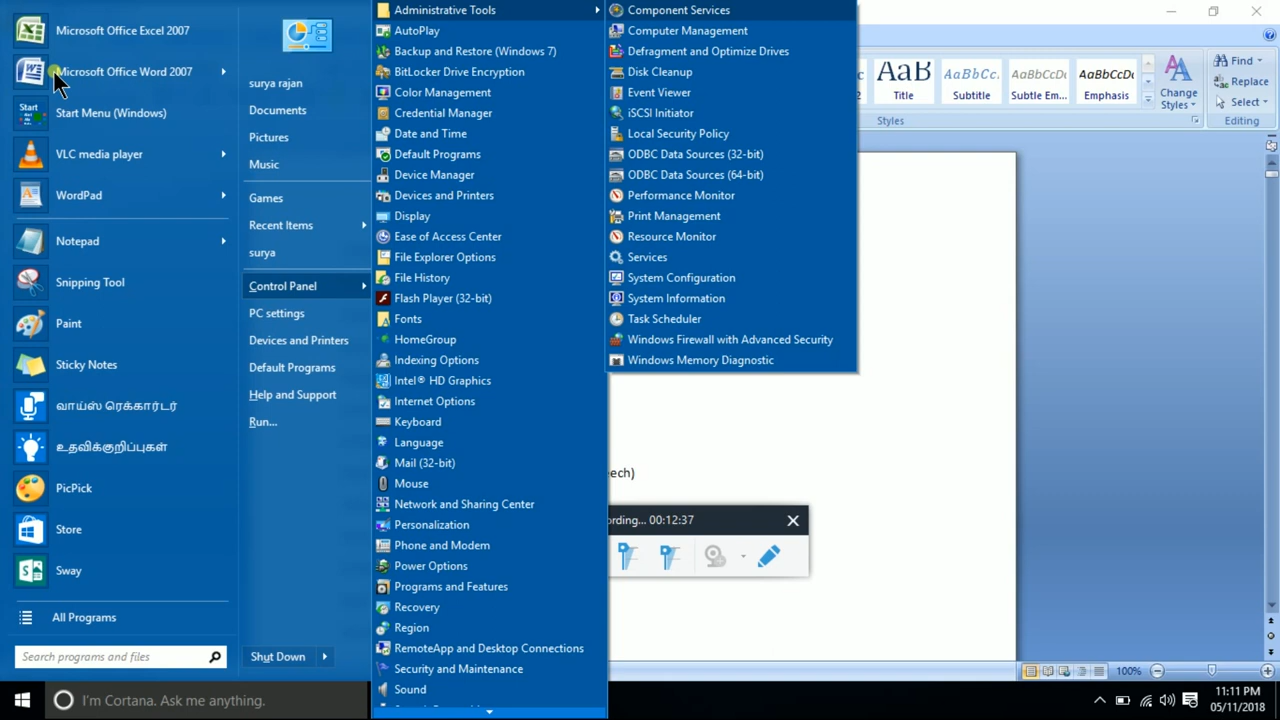 Microsoft Office Excel 2007
Microsoft Office Word 2007
Start
Start Menu (Windows)
VLC media player
WordPad
Notepad
Snipping Tool
Paint
Sticky Notes
வாய்ஸ் ரெக்கார்டர்
உதவிக்குறிப்புகள்
PicPick
Store
Sway
All Programs
Search programs and files
surya rajan
Documents
Pictures
Music
Games
Recent Items
surya
Control Panel
PC settings
Devices and Printers
Default Programs
Help and Support
Run...
Shut Down
Administrative Tools
AutoPlay
Backup and Restore (Windows 7)
BitLocker Drive Encryption
Color Management
Credential Manager
Date and Time
Default Programs
Device Manager
Devices and Printers
Display
Ease of Access Center
File Explorer Options
File History
Flash Player (32-bit)
Fonts
HomeGroup
Indexing Options
Intel® HD Graphics
Internet Options
Keyboard
Language
Mail (32-bit)
Mouse
Network and Sharing Center
Personalization
Phone and Modem
Power Options
Programs and Features
Recovery
Region
RemoteApp and Desktop Connections
Security and Maintenance
Sound
Component Services
Computer Management
Defragment and Optimize Drives
Disk Cleanup
Event Viewer
iSCSI Initiator
Local Security Policy
ODBC Data Sources (32-bit)
ODBC Data Sources (64-bit)
Performance Monitor
Print Management
Resource Monitor
Services
System Configuration
System Information
Task Scheduler
Windows Firewall with Advanced Security
Windows Memory Diagnostic
AaB AaBbCc. AaBbCcDı AaBbCcDı
Title Subtitle Subtle Em... Emphasis
Change
Styles
Styles
Find
Replace
Select
Editing
eech)
ording... 00:12:37
100%
I'm Cortana. Ask me anything.
11:11 PM
05/11/2018